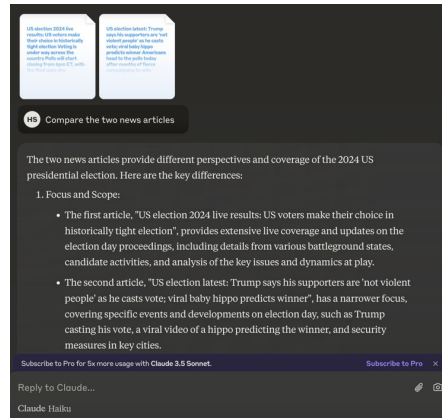 US election 2024 live
results: US voters make
their choice in historically
tight election Voting is
under way across the
country Polls will start
closing from 6pm ET, with
US election latest: Trump
says his supporters are 'not
violent people' as he casts
vote; viral baby hippo
predicts winner Americans
head to the polls today
after months of fierce
HS Compare the two news articles
The two news articles provide different perspectives and coverage of the 2024 US
presidential election. Here are the key differences:
1. Focus and Scope:
• The first article, "US election 2024 live results: US voters make their choice in
historically tight election", provides extensive live coverage and updates on the
election day proceedings, including details from various battleground states,
candidate activities, and analysis of the key issues and dynamics at play.
• The second article, "US election latest: Trump says his supporters are 'not violent
people' as he casts vote; viral baby hippo predicts winner", has a narrower focus,
covering specific events and developments on election day, such as Trump
casting his vote, a viral video of a hippo predicting the winner, and security
measures in key cities.
Subscribe to Pro for 5x more usage with Claude 3.5 Sonnet. Subscribe to Pro ×
Reply to Claude...
Claude Haiku